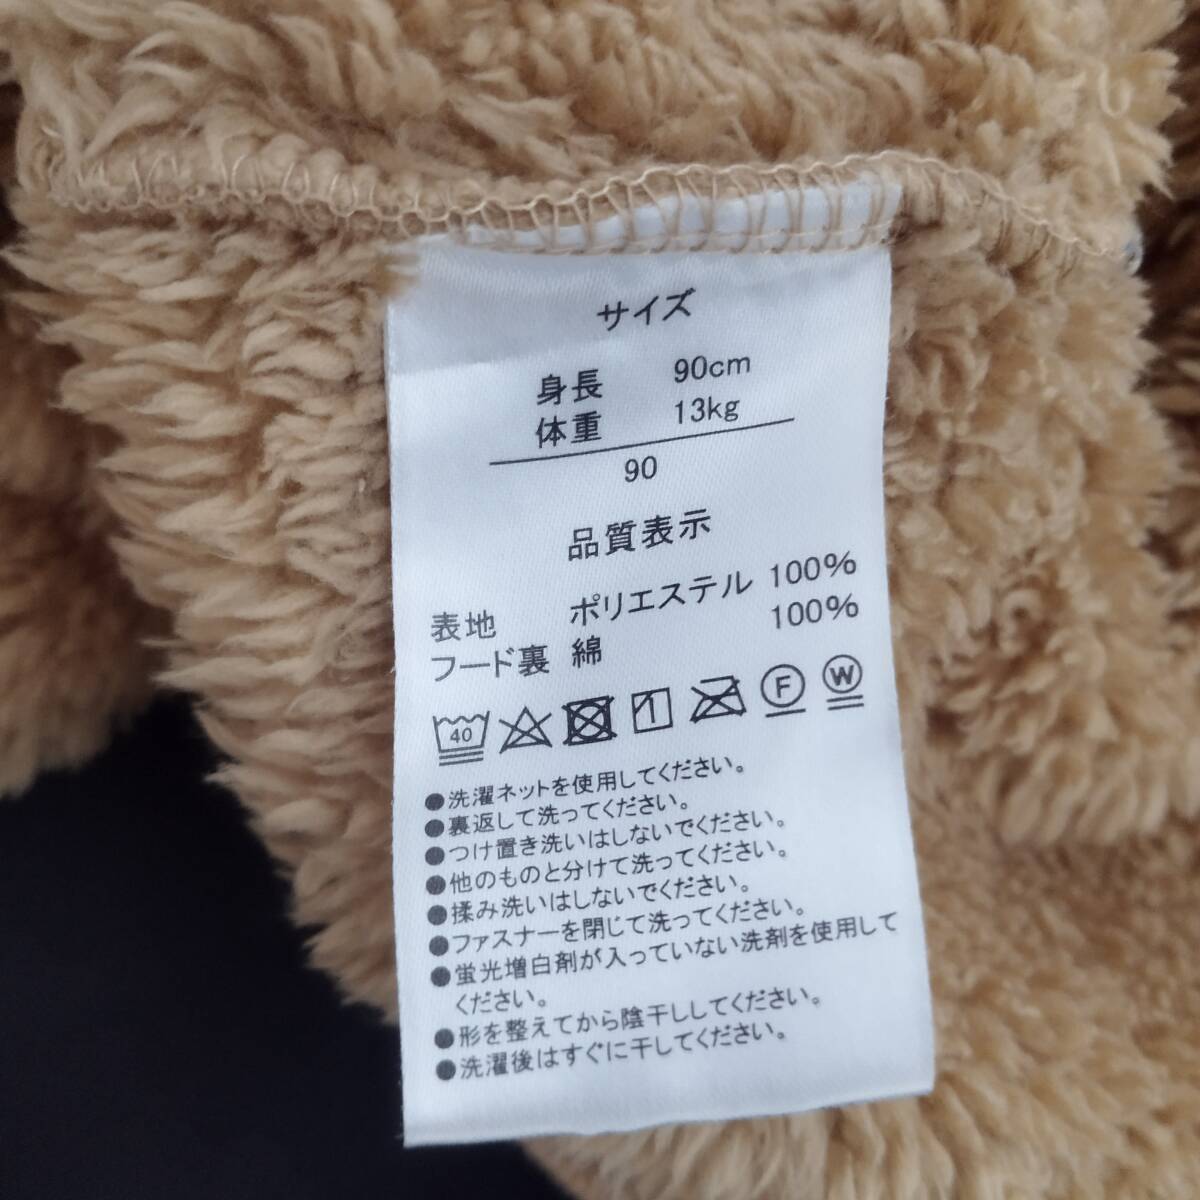 サイズ
身長 90cm
体重 13kg
90
品質表示
表地 ポリエステル 100%
フード裏 綿 100%
40 F W
●洗濯ネットを使用してください。
●裏返して洗ってください。
●つけ置き洗いはしないでください。
●他のものと分けて洗ってください。
●揉み洗いはしないでください。
●ファスナーを閉じて洗ってください。
●蛍光増白剤が入っていない洗剤を使用して
ください。
●形を整えてから陰干ししてください。
●洗濯後はすぐに干してください。